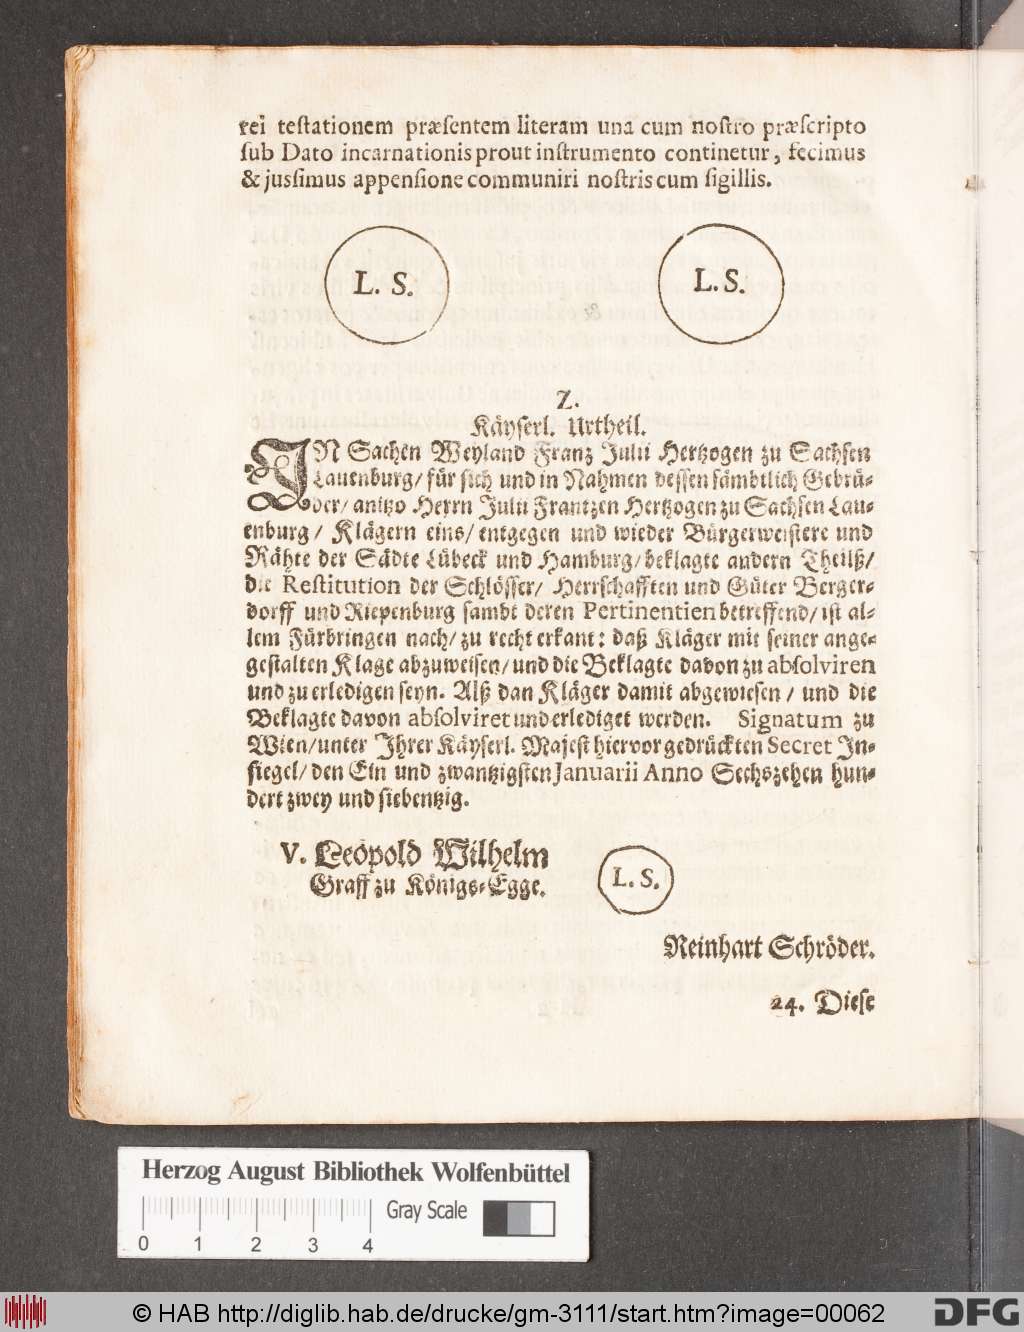 rei testationem præsentem literam una cum nostro præscripto
sub Dato incarnationis prout instrumento continetur, fecimus
& jussimus appensione communiri nostris cum sigillis.
L. S.
L. S.
Z.
Käyserl. Urtheil.
IN Sachen Weyland Franz Julii Hertzogen zu Sachsen
Lauenburg/ für sich und in Nahmen dessen sämbtlich Gebrü-
der/ anitzo Herrn Julii Frantzen Hertzogen zu Sachsen Lau-
enburg/ Klägern eins/ entgegen und wieder Bürgerweistere und
Rähte der Städte Lübeck und Hamburg/ beklagte andern Theilß/
die Restitution der Schlösser/ Herrschafften und Güter Berger-
dorff und Riepenburg sambt deren Pertinentien betreffend/ ist al-
lem Fürbringen nach/ zu recht erkant: daß Kläger mit seiner ange-
gestalten Klage abzuweisen/ und die Beklagte davon zu absolviren
und zu erledigen seyn. Alß dan Kläger damit abgewiesen/ und die
Beklagte davon absolviret und erlediget werden. Signatum zu
Wien/ unter Ihrer Käyserl. Majest hiervor gedrückten Secret In-
siegel/ den Ein und zwantzigsten Januarii Anno Sechszehen hun-
dert zwey und siebentzig.
V. Leopold Wilhelm
Graff zu Königs-Egge.
L. S.
Reinhart Schröder.
24. Diese
Herzog August Bibliothek Wolfenbüttel
Gray Scale
0 1 2 3 4
© HAB http://diglib.hab.de/drucke/gm-3111/start.htm?image=00062
DFG